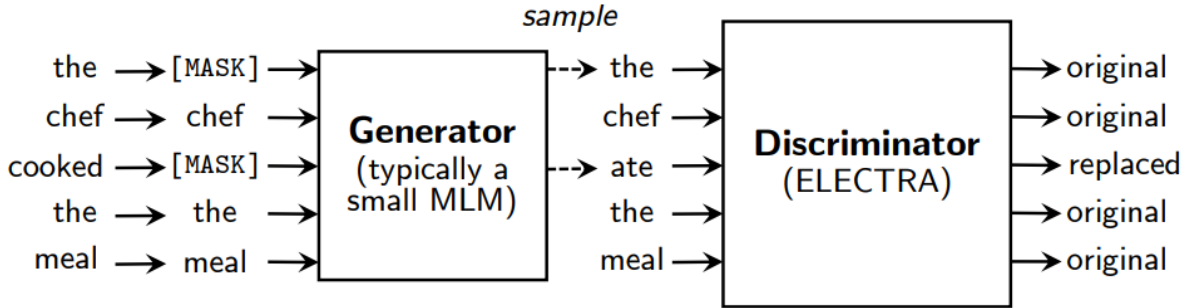 sample
the [MASK] the original
chef chef chef original
cooked [MASK] ate replaced
the the the original
meal meal meal original
Generator
(typically a
small MLM)
Discriminator
(ELECTRA)